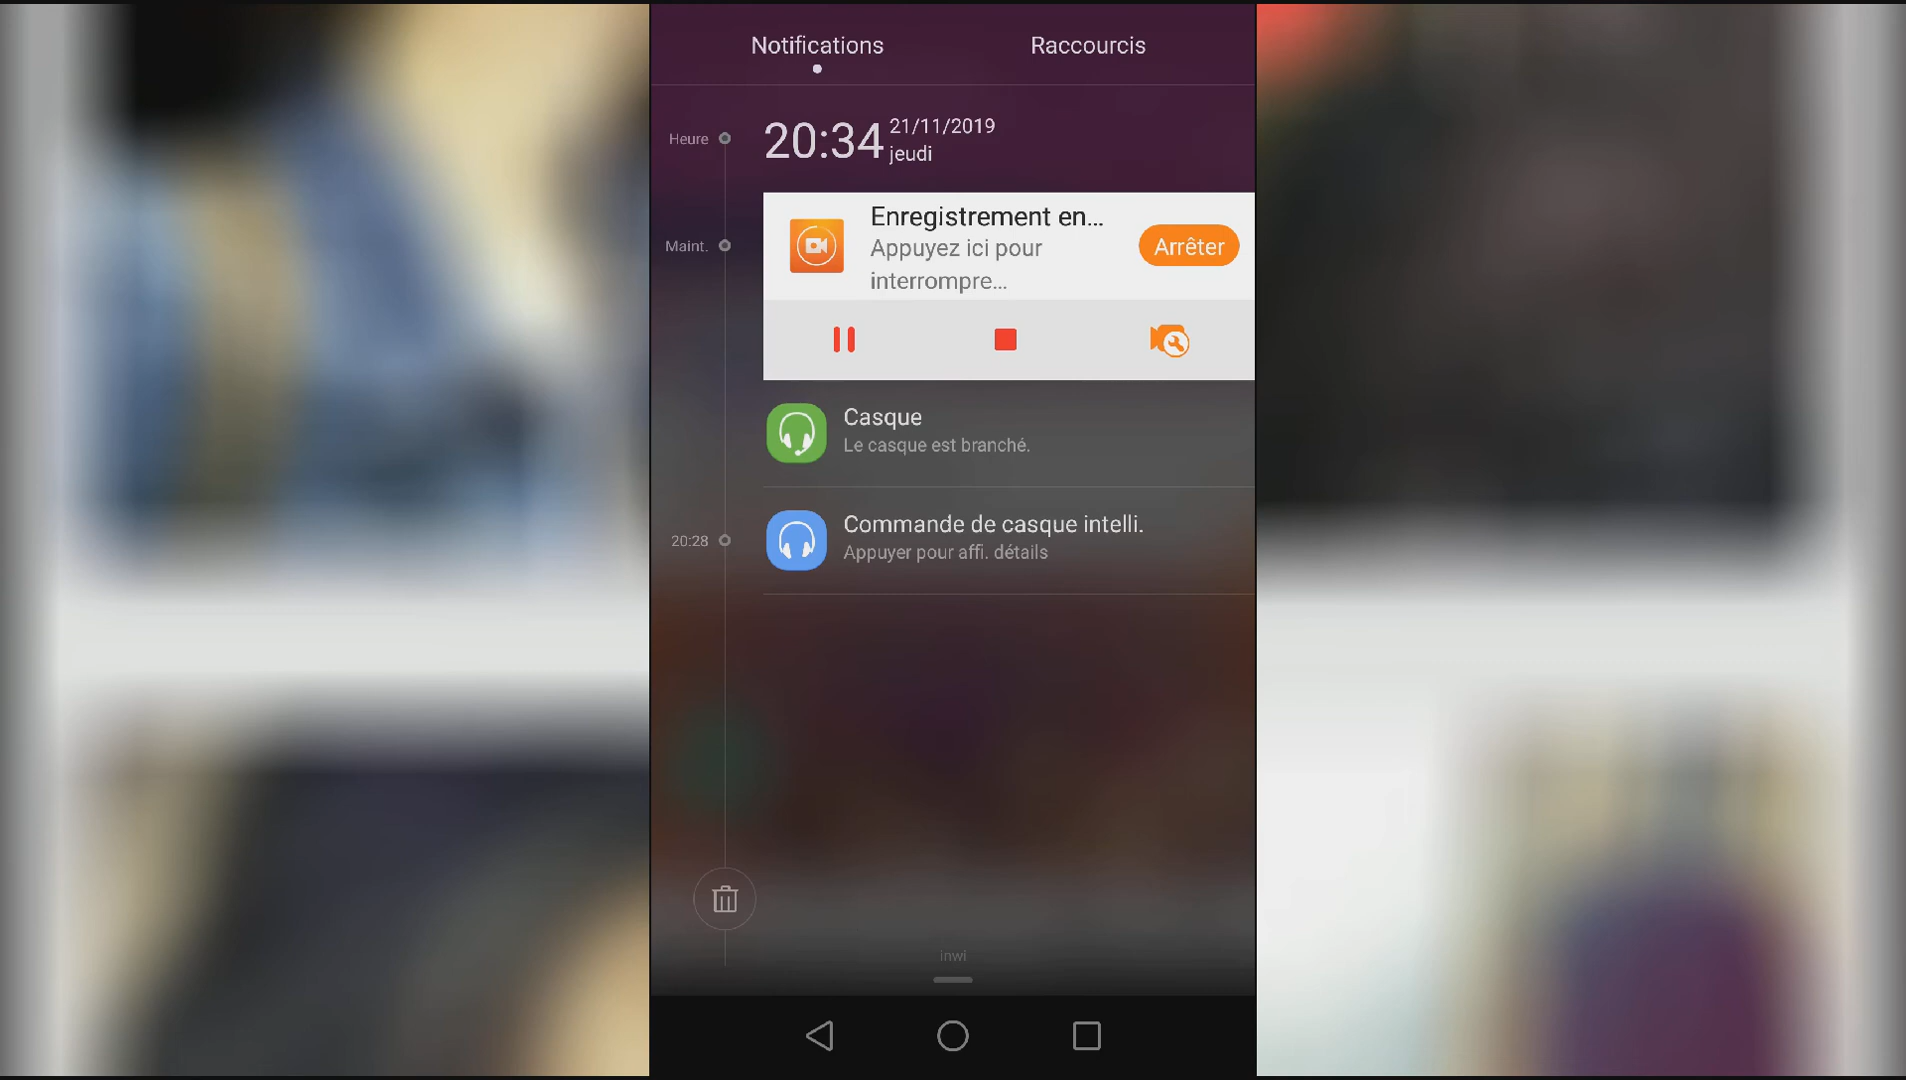 Notifications
Raccourcis
Heure
20:34
21/11/2019
jeudi
Maint.
Enregistrement en...
Appuyez ici pour
interrompre...
Arrêter
Casque
Le casque est branché.
20:28
Commande de casque intelli.
Appuyer pour affi. détails
inwi